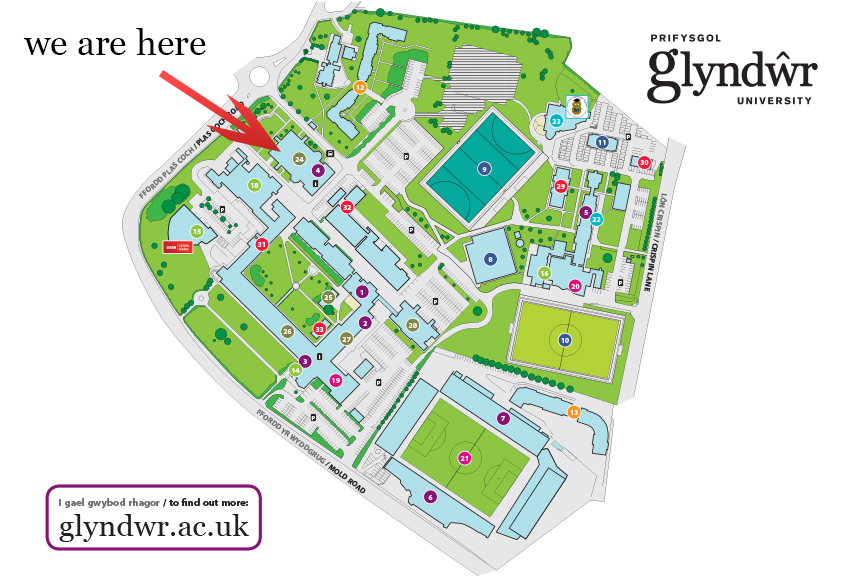 we are here
PRIFYSGOL
glyndŵr
UNIVERSITY
FFORDD PLAS COCH / PLAS COCH ROAD
12
23
11
P
24
4
i
P
9
30
18
29
P
32
5
22
LÔN CRISPIN / CRISPIN LANE
15
31
P
8
16
20
P
1
25
P
2
28
33
26
27
10
3
i
14
19
P
13
P
7
FFORDD YR WYDDGRUG / MOLD ROAD
21
6
I gael gwybod rhagor / to find out more:
glyndwr.ac.uk